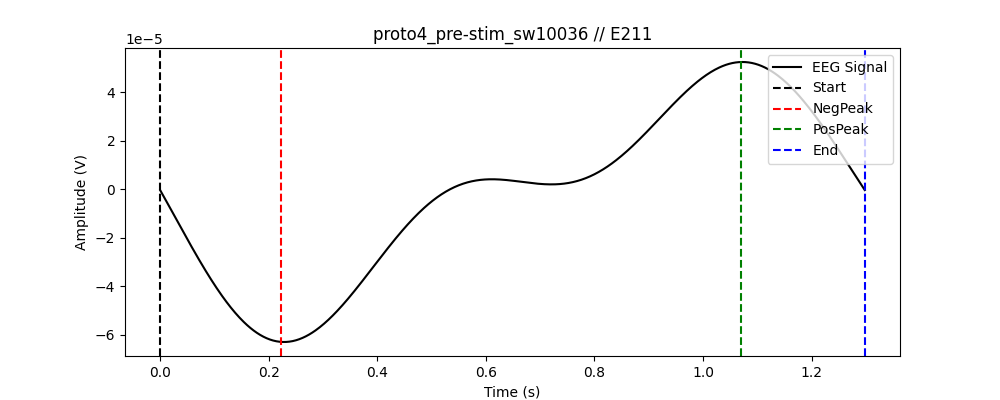 proto4_pre-stim_sw10036 // E211
1e−5
EEG Signal
Start
NegPeak
PosPeak
End
4
2
0
−2
−4
−6
Amplitude (V)
0.0 0.2 0.4 0.6 0.8 1.0 1.2
Time (s)